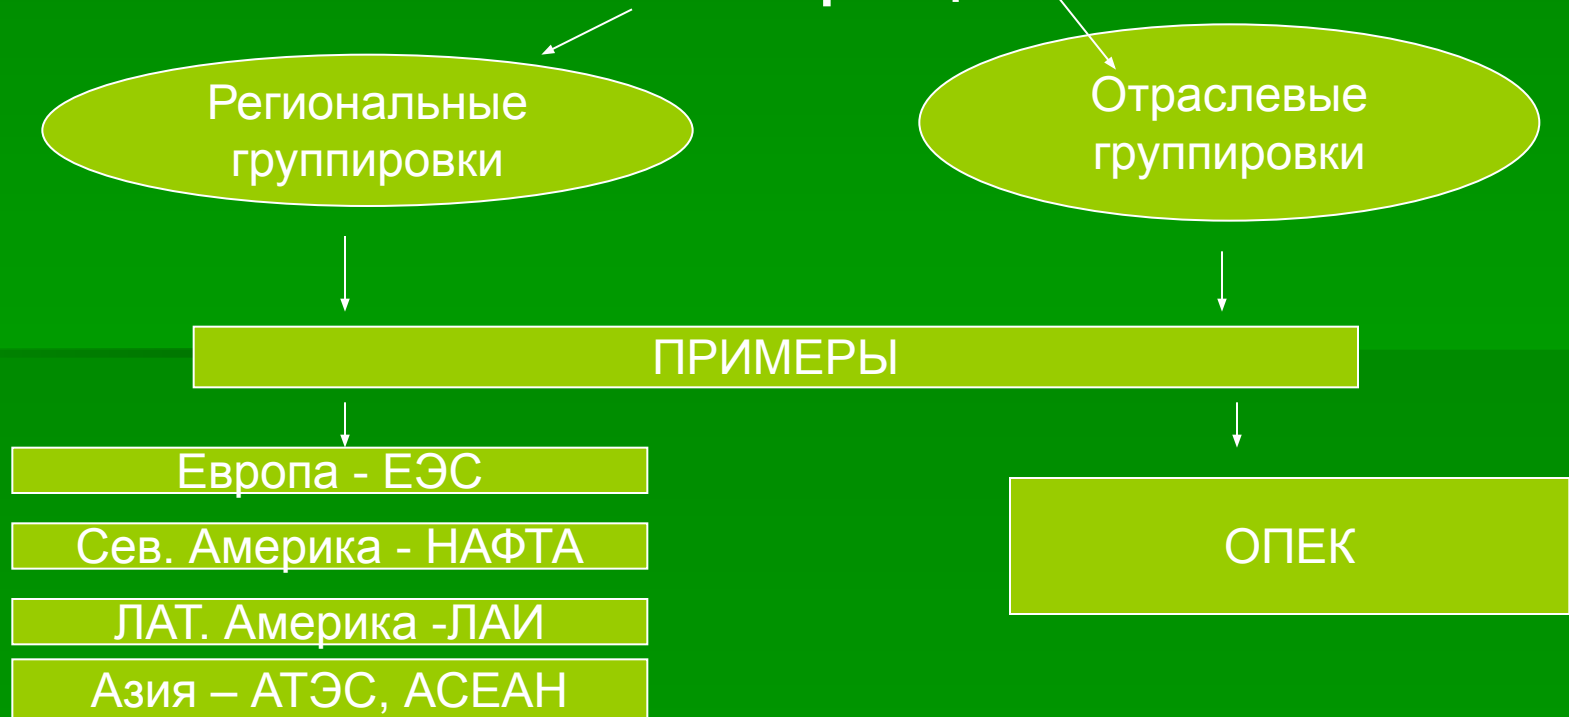 Региональные
группировки
Отраслевые
группировки
ПРИМЕРЫ
Европа - ЕЭС
Сев. Америка - НАФТА
ЛАТ. Америка -ЛАИ
Азия – АТЭС, АСЕАН
ОПЕК